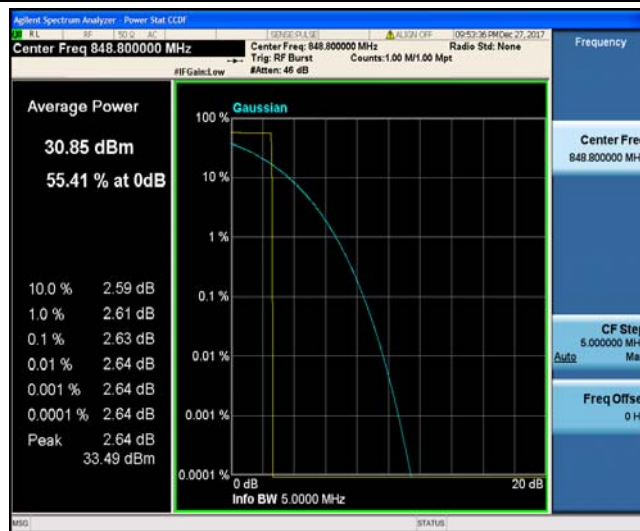 Agilent Spectrum Analyzer - Power Stat CCDF
RL RF 50 Ω AC SENSE:PULSE ALIGN OFF 09:53:36 PM Dec 27, 2017
Center Freq 848.800000 MHz
Center Freq: 848.800000 MHz Radio Std: None
Trig: RF Burst Counts:1.00 M/1.00 Mpt
#IFGain:Low #Atten: 46 dB
Frequency
Average Power
30.85 dBm
55.41 % at 0dB
10.0 % 2.59 dB
1.0 % 2.61 dB
0.1 % 2.63 dB
0.01 % 2.64 dB
0.001 % 2.64 dB
0.0001 % 2.64 dB
Peak 2.64 dB
33.49 dBm
Gaussian
100 %
10 %
1 %
0.1 %
0.01 %
0.001 %
0.0001 %
0 dB 20 dB
Info BW 5.0000 MHz
Center Fre
848.800000 MH
CF Step
5.000000 MH
Auto Ma
Freq Offse
0 H
MSG STATUS